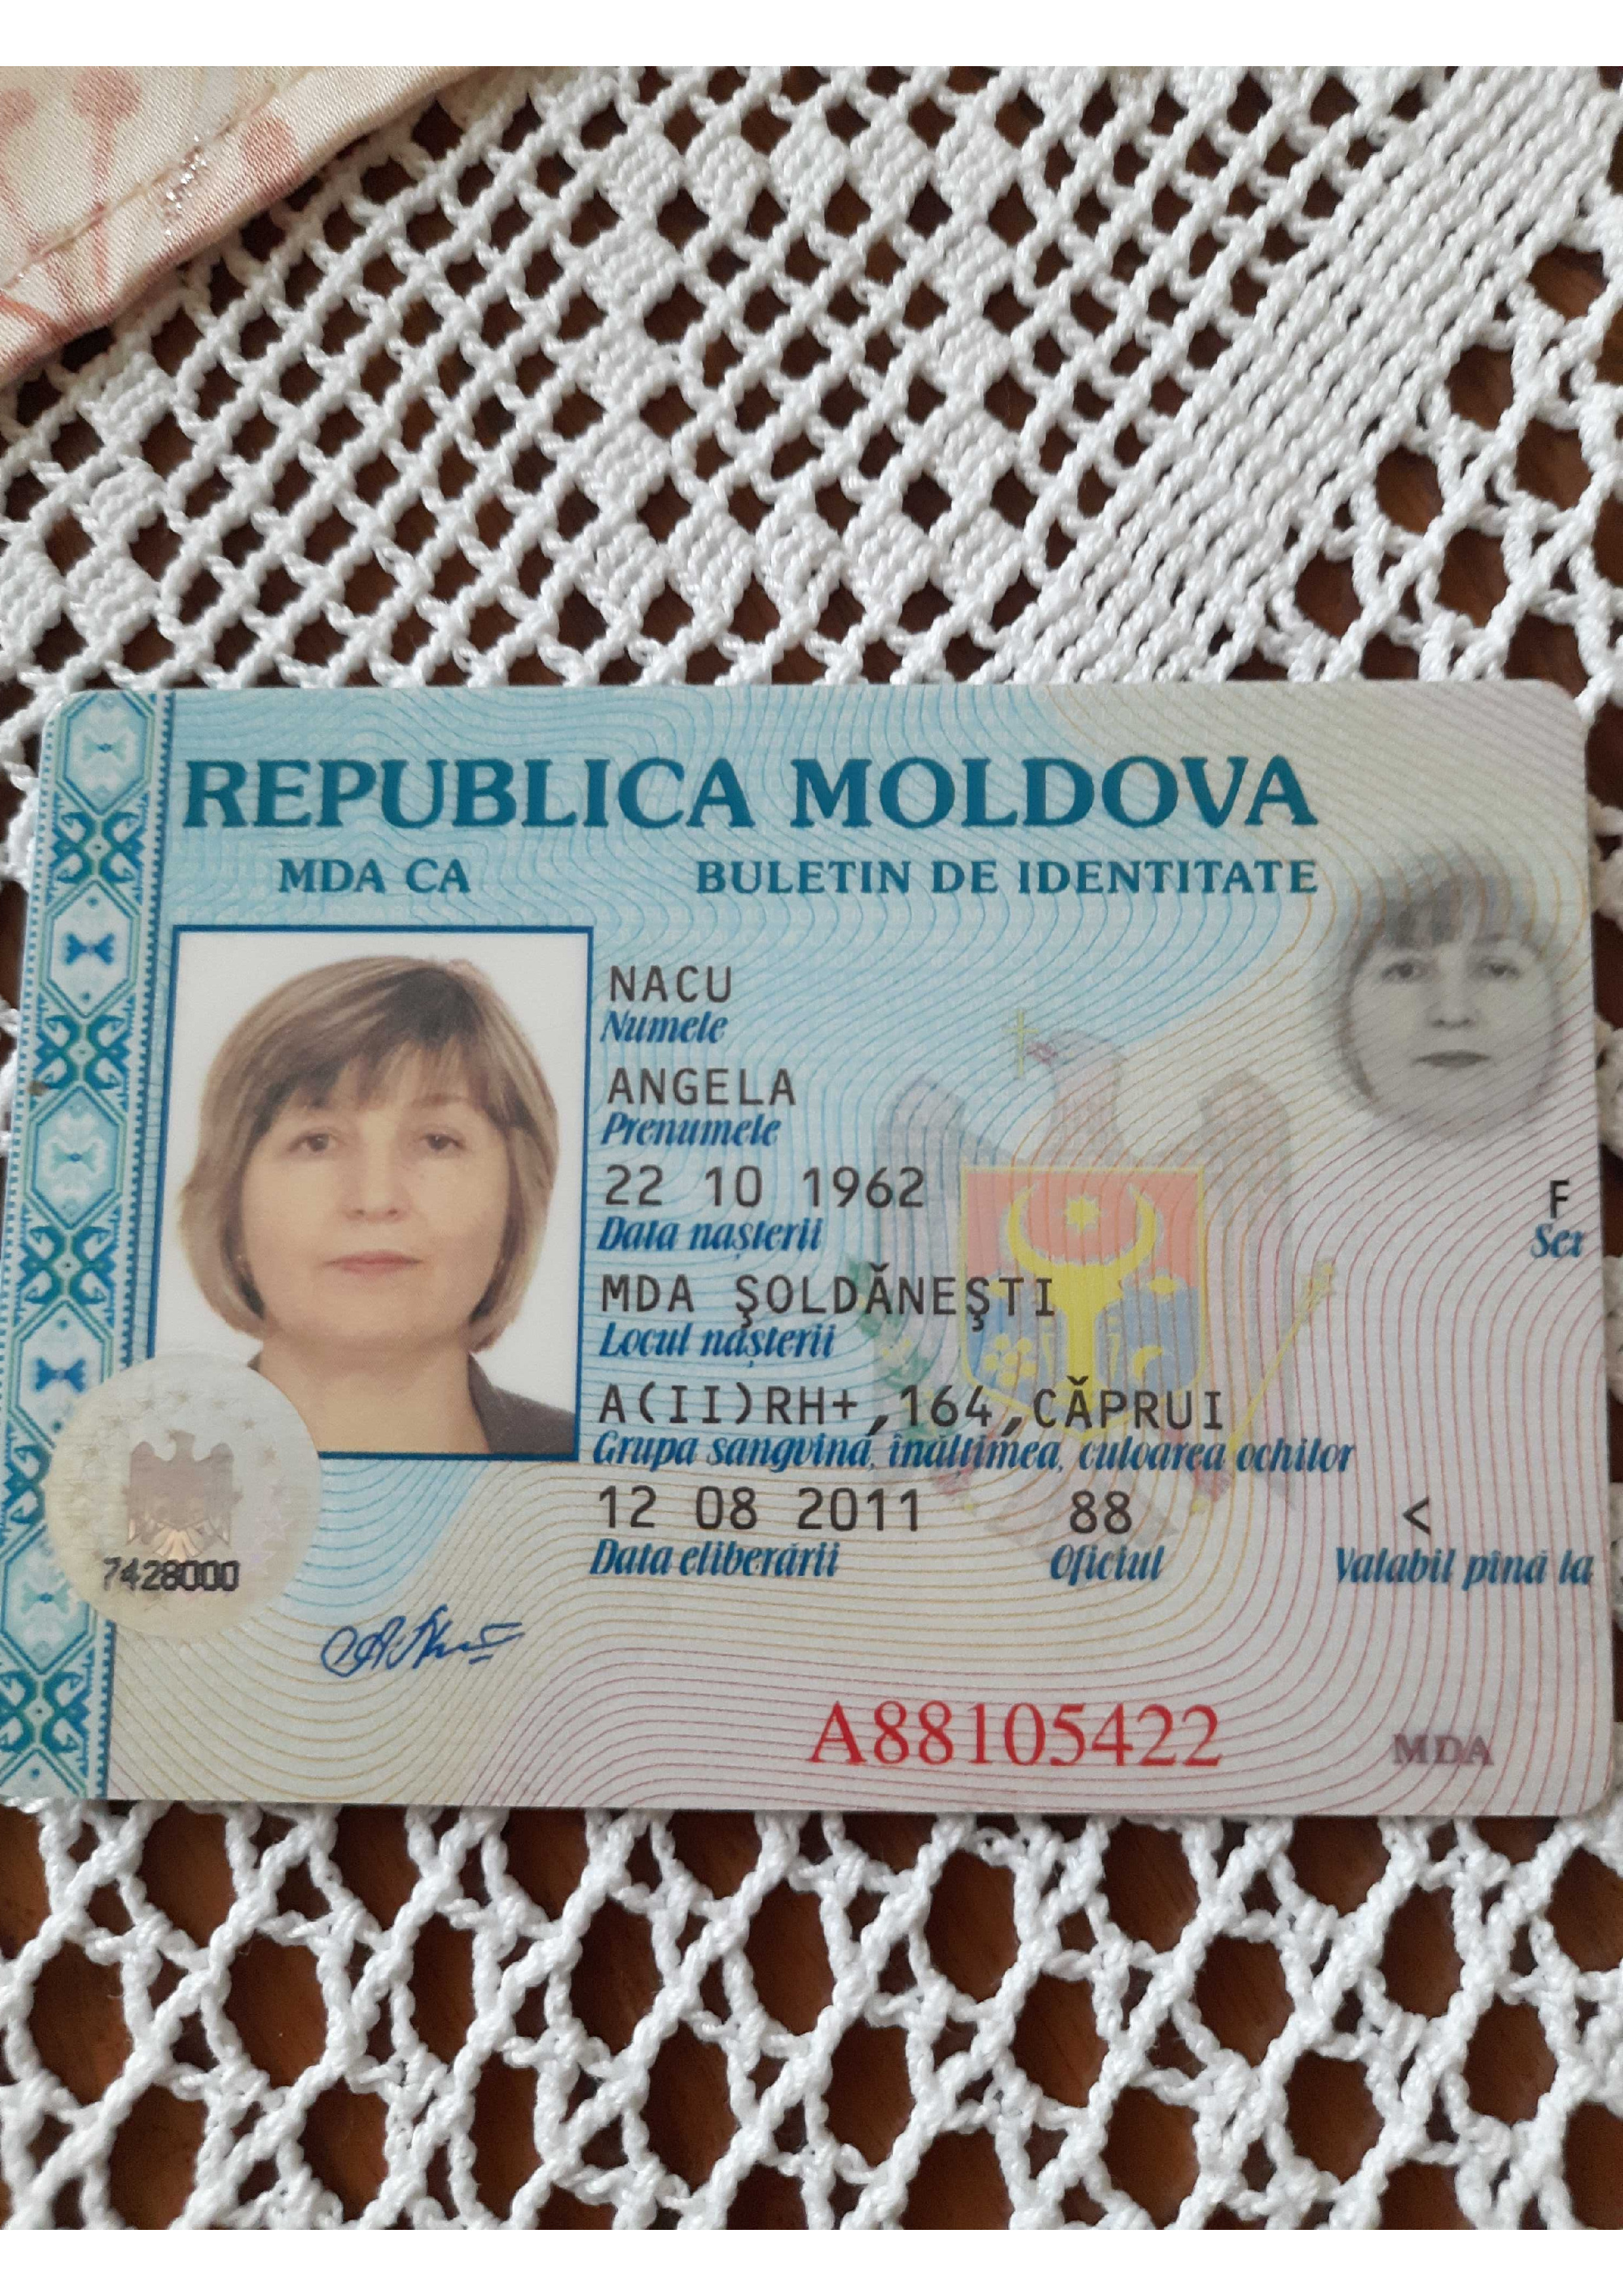 REPUBLICA MOLDOVA
MDA CA BULETIN DE IDENTITATE
NACU
Numele
ANGELA
Prenumele
22 10 1962
Data nașterii
F
Sex
MDA ŞOLDĂNEŞTI
Locul nașterii
A(II)RH+,164,CĂPRUI
Grupa sangvină, înălțimea, culoarea ochilor
12 08 2011 88 <
Data eliberării Oficiul Valabil pînă la
7428000
A88105422
MDA